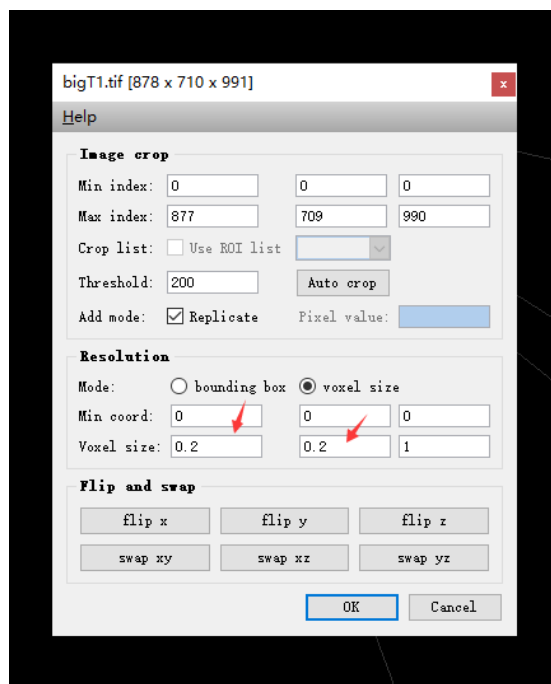 bigT1.tif [878 x 710 x 991]
x
Help
Image crop
Min index: 0 0 0
Max index: 877 709 990
Crop list: Use ROI list
Threshold: 200 Auto crop
Add mode: Replicate Pixel value:
Resolution
Mode: bounding box voxel size
Min coord: 0 0 0
Voxel size: 0.2 0.2 1
Flip and swap
flip x flip y flip z
swap xy swap xz swap yz
OK Cancel